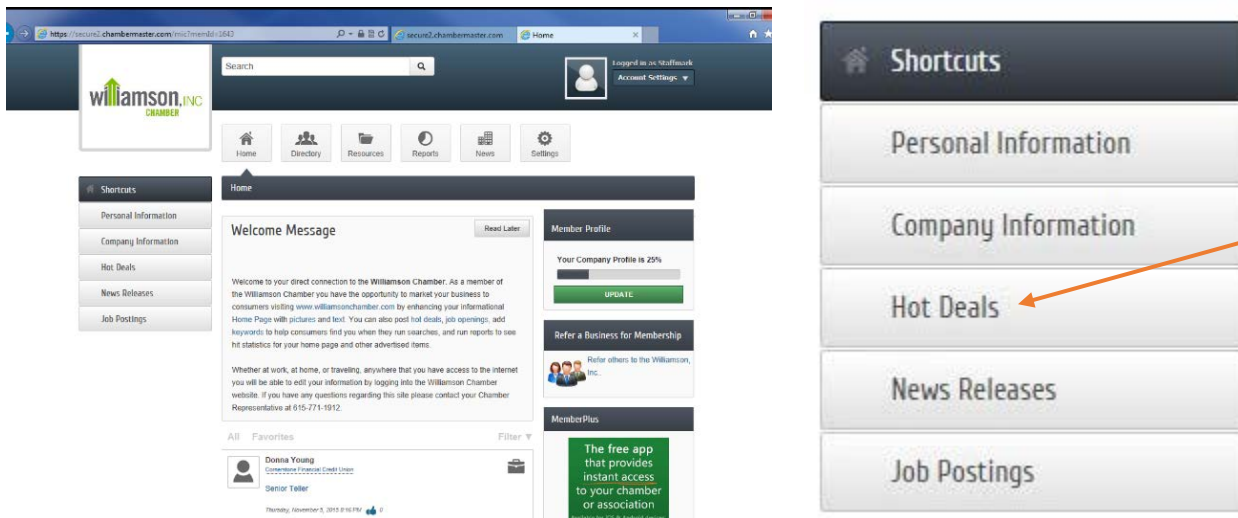 https://secure2.chambermaster.com/mic?memId=1643
secure2.chambermaster.com
Home
williamson, INC
CHAMBER
Search
Logged in as Staffmark
Account Settings
Home
Directory
Resources
Reports
News
Settings
Shortcuts
Personal Information
Company Information
Hot Deals
News Releases
Job Postings
Home
Welcome Message
Read Later
Welcome to your direct connection to the Williamson Chamber. As a member of
the Williamson Chamber you have the opportunity to market your business to
consumers visiting www.williamsonchamber.com by enhancing your informational
Home Page with pictures and text. You can also post hot deals, job openings, add
keywords to help consumers find you when they run searches, and run reports to see
hit statistics for your home page and other advertised items.
Whether at work, at home, or traveling, anywhere that you have access to the internet
you will be able to edit your information by logging into the Williamson Chamber
website. If you have any questions regarding this site please contact your Chamber
Representative at 615-771-1912.
All Favorites
Filter
Donna Young
Cornerstone Financial Credit Union
Senior Teller
Thursday, November 5, 2015 8:16 PM 0
Member Profile
Your Company Profile is 25%
UPDATE
Refer a Business for Membership
Refer others to the Williamson,
Inc..
MemberPlus
The free app
that provides
instant access
to your chamber
or association
Shortcuts
Personal Information
Company Information
Hot Deals
News Releases
Job Postings